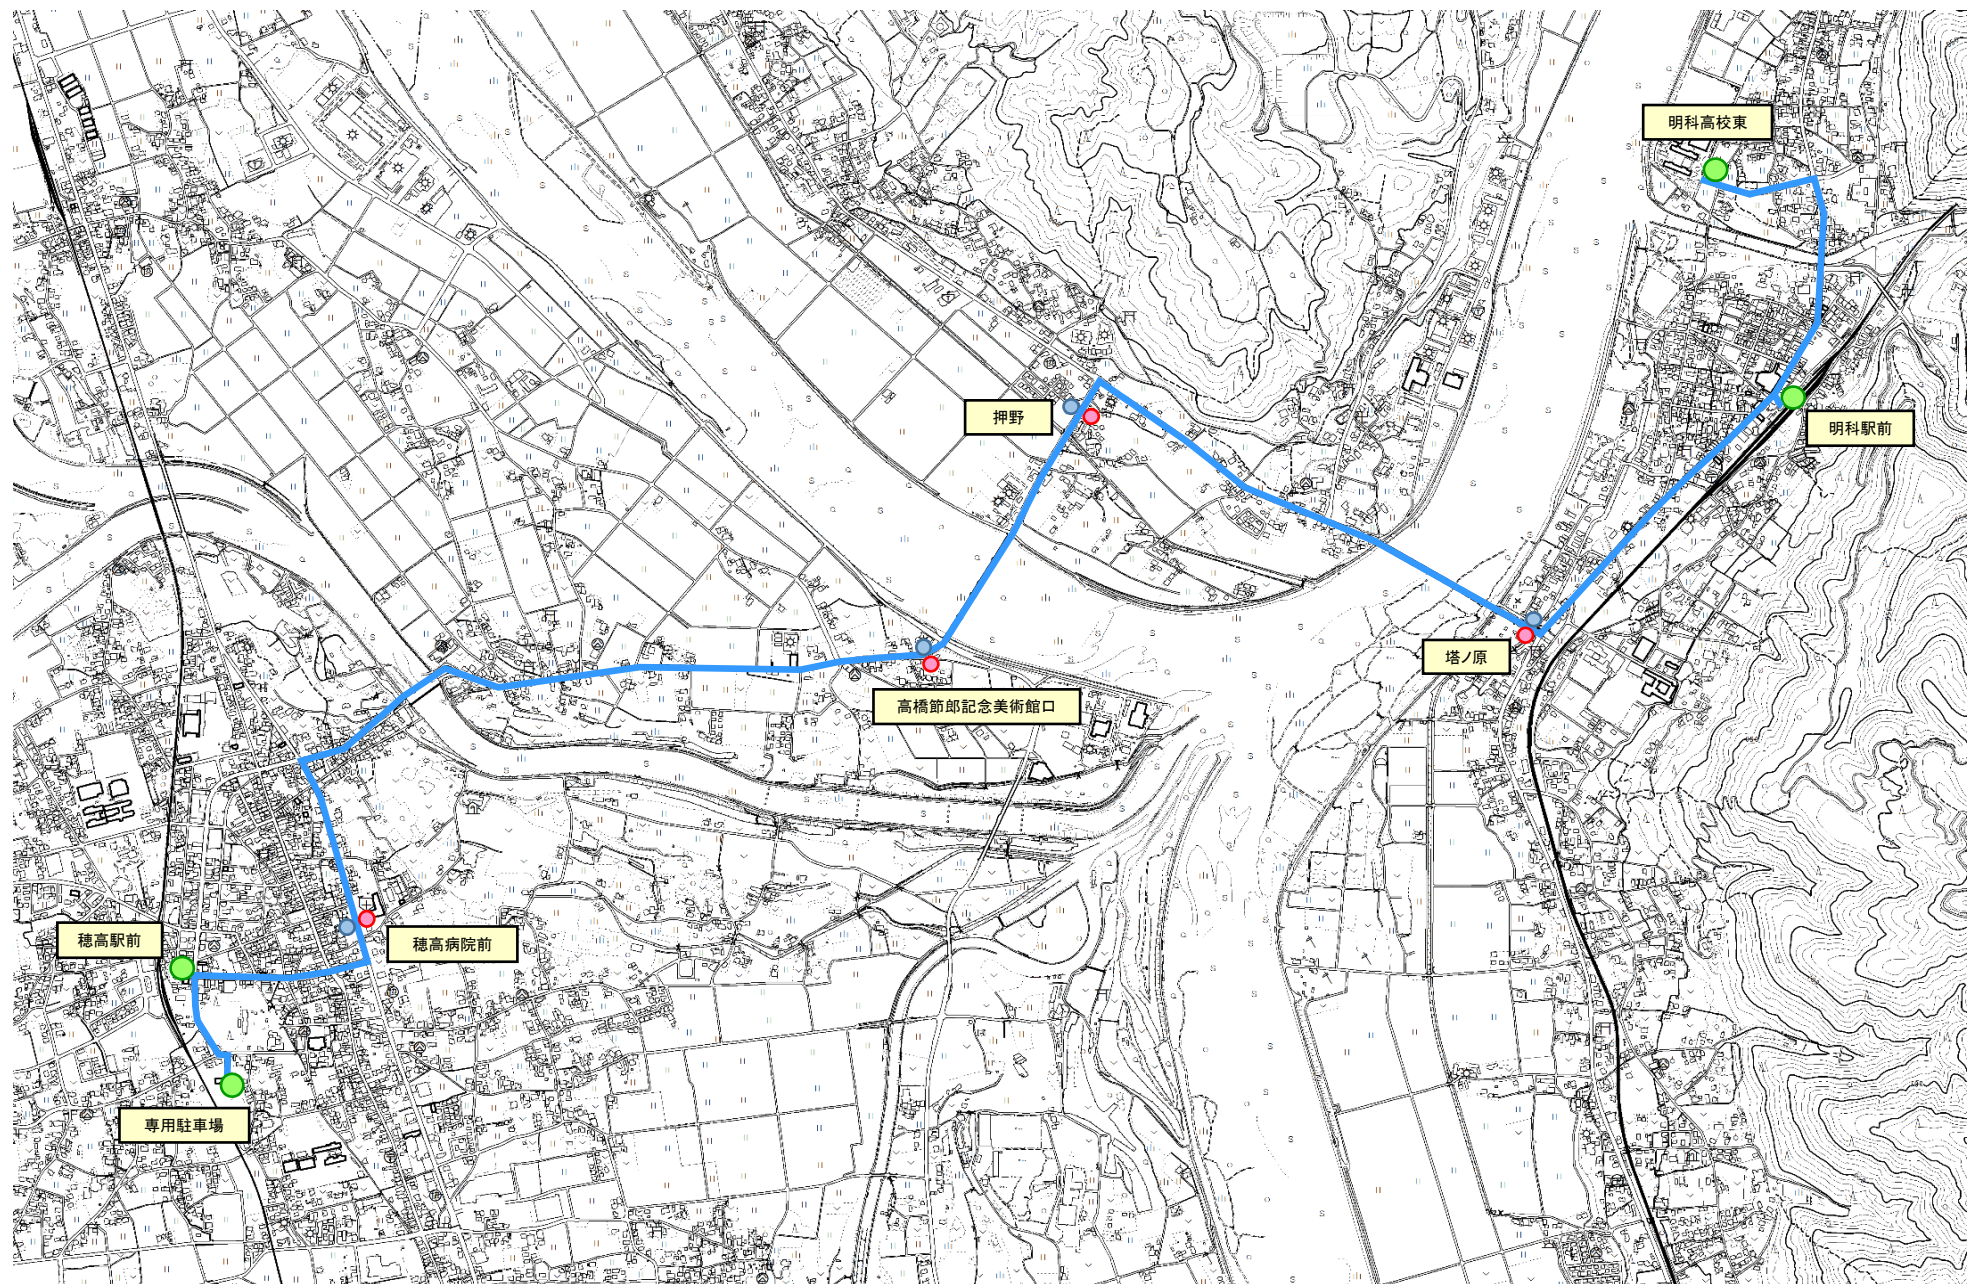 明科高校東
押野
明科駅前
塔ノ原
高橋節郎記念美術館口
穂高駅前
穂高病院前
専用駐車場